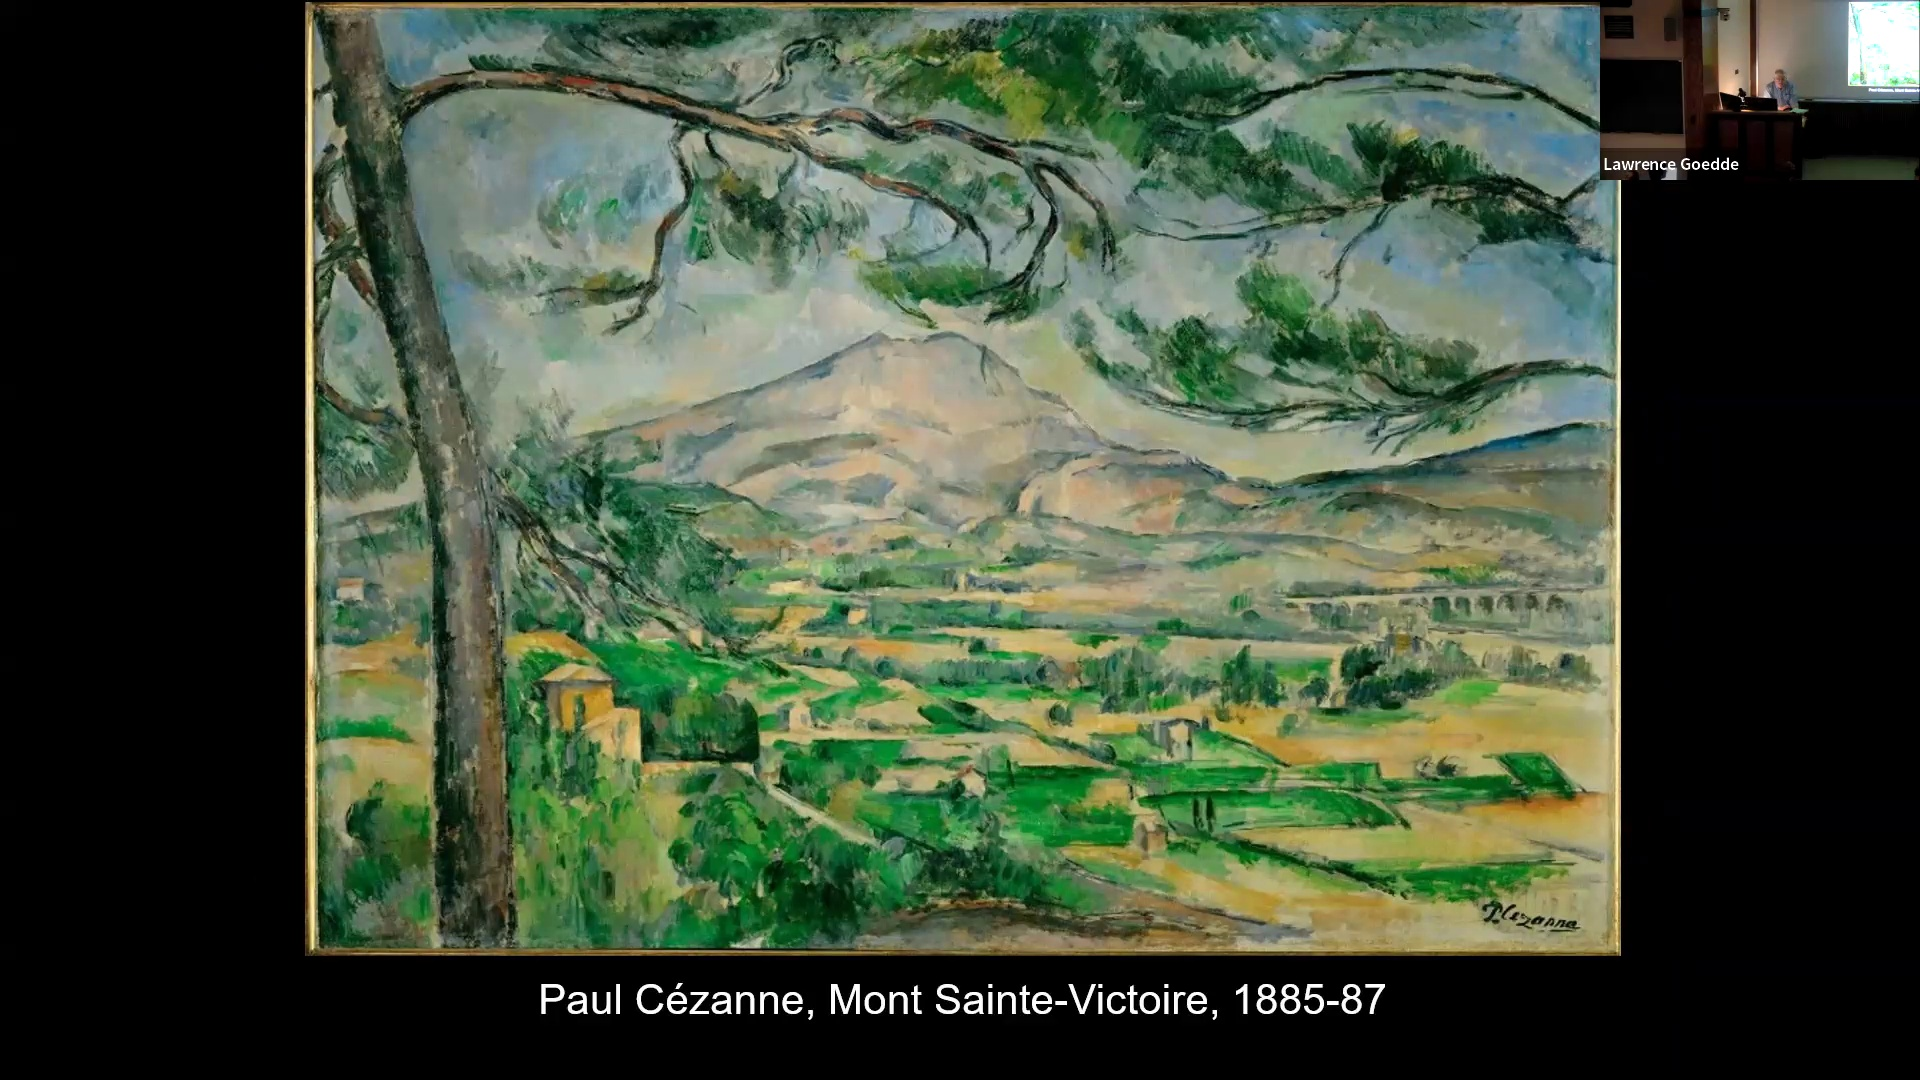 Lawrence Goedde
P. Cezanne
Paul Cézanne, Mont Sainte-Victoire, 1885-87